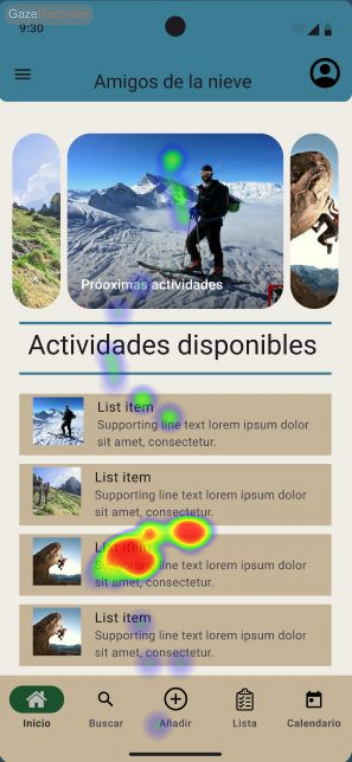 GazeRecorder
9:30
Amigos de la nieve
Próoximas actividades
Actividades disponibles
List item
Supporting line text lorem ipsum dolor
sit amet, consectetur.
List item
Supporting line text lorem ipsum dolor
sit amet, consectetur.
List item
Supporting line text lorem ipsum dolor
sit amet, consectetur.
List item
Supporting line text lorem ipsum dolor
sit amet, consectetur.
Inicio
Buscar
Añadir
Lista
Calendario